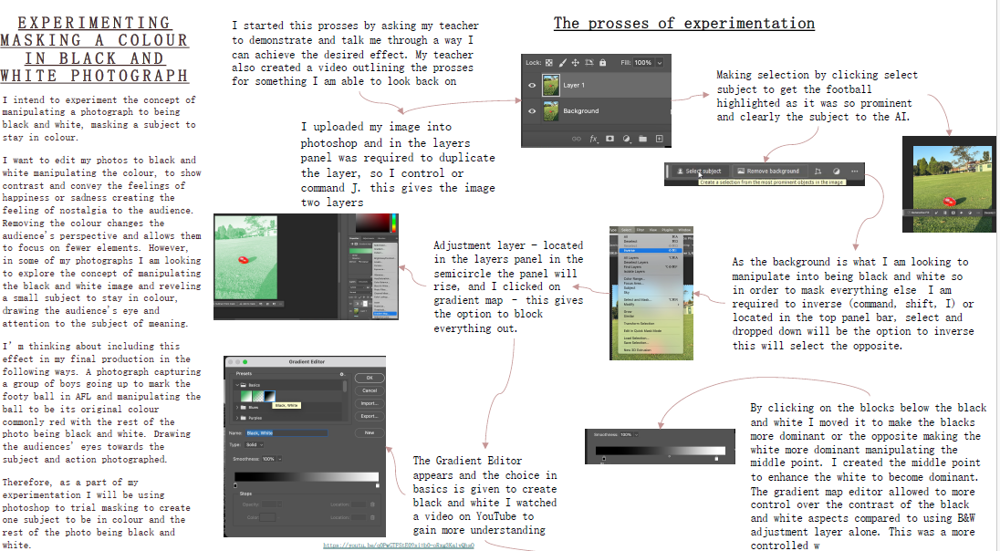 EXPERIMENTING
MASKING A COLOUR
IN BLACK AND
WHITE PHOTOGRAPH
I intend to experiment the concept of
manipulating a photograph to being
black and white, masking a subject to
stay in colour.
I want to edit my photos to black and
white manipulating the colour, to show
contrast and convey the feelings of
happiness or sadness creating the
feeling of nostalgia to the audience.
Removing the colour changes the
audience's perspective and allows them
to focus on fewer elements. However,
in some of my photographs I am looking
to explore the concept of manipulating
the black and white image and reveling
a small subject to stay in colour,
drawing the audience's eye and
attention to the subject of meaning.
I'm thinking about including this
effect in my final production in the
following ways. A photograph capturing
a group of boys going up to mark the
footy ball in AFL and manipulating the
ball to be its original colour
commonly red with the rest of the
photo being black and white. Drawing
the audiences' eyes towards the
subject and action photographed.
Therefore, as a part of my
experimentation I will be using
photoshop to trial masking to create
one subject to be in colour and the
rest of the photo being black and
white.
I started this prosses by asking my teacher
to demonstrate and talk me through a way I
can achieve the desired effect. My teacher
also created a video outlining the prosses
for something I am able to look back on
The prosses of experimentation
I uploaded my image into
photoshop and in the layers
panel was required to duplicate
the layer, so I control or
command J. this gives the image
two layers
Lock:
Fill: 100%
Layer 1
Background
fx
Making selection by clicking select
subject to get the football
highlighted as it was so prominent
and clearly the subject to the AI.
Select subject
Remove background
Create a selection from the most prominent objects in the image
As the background is what I am looking to
manipulate into being black and white so
in order to mask everything else I am
required to inverse (command, shift, I) or
located in the top panel bar, select and
dropped down will be the option to inverse
this will select the opposite.
Adjustment layer – located
in the layers panel in the
semicircle the panel will
rise, and I clicked on
gradient map – this gives
the option to block
everything out.
Gradient Editor
Presets
Basics
Black, White
Blues
Purples
OK
Cancel
Import...
Export...
Name: Black, White
New
Type: Solid
Smoothness: 100%
Stops
Opacity:
Location:
Color:
Location:
The Gradient Editor
appears and the choice in
basics is given to create
black and white I watched
a video on YouTube to
gain more understanding
Smoothness: 100%
By clicking on the blocks below the black
and white I moved it to make the blacks
more dominant or the opposite making the
white more dominant manipulating the
middle point. I created the middle point
to enhance the white to become dominant.
The gradient map editor allowed to more
control over the contrast of the black
and white aspects compared to using B&W
adjustment layer alone. This was a more
controlled w